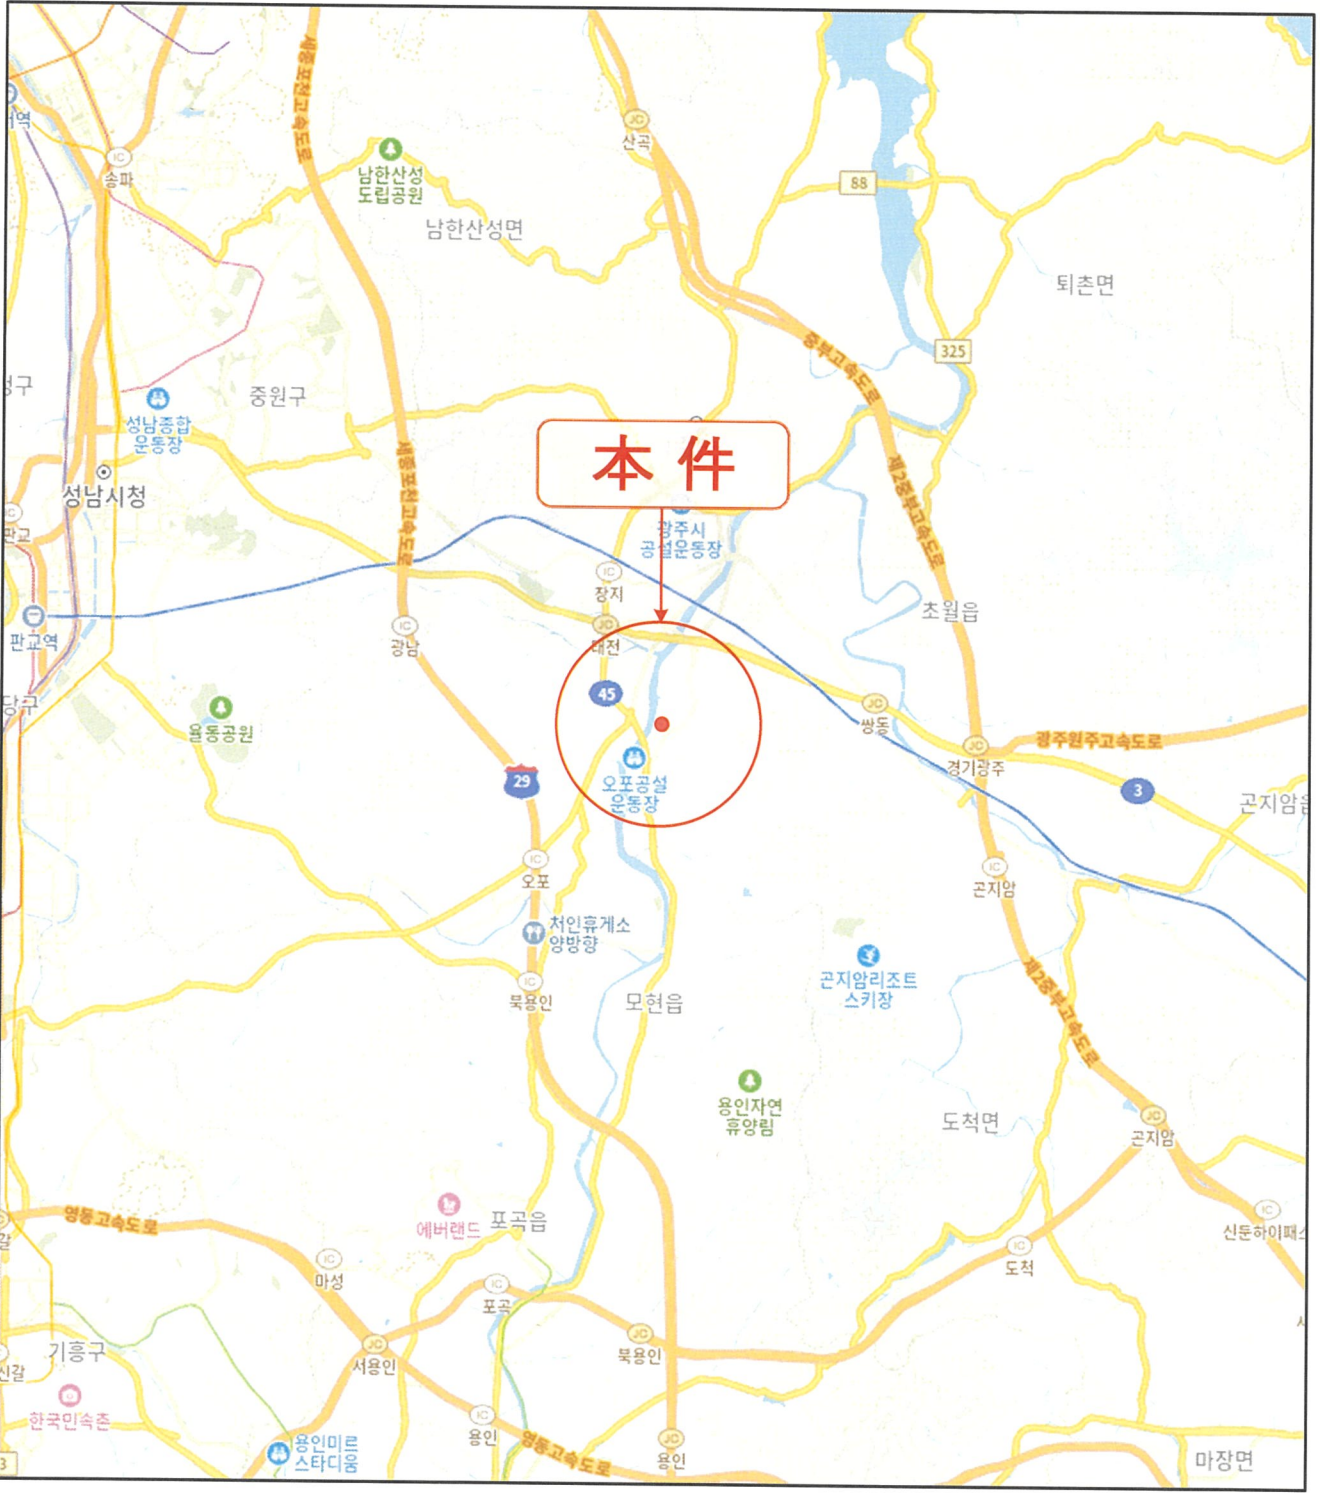 세종포천고속도로
산곡
역
송파
남한산성
도립공원
88
남한산성면
퇴촌면
325
중부고속도로
구
중원구
성남종합
운동장
本件
세종포천고속도로
제2중부고속도로
성남시청
판교
광주시
공설운동장
장지
초월읍
판교역
광남
태전
45
당구
율동공원
쌍동
광주원주고속도로
경기광주
29
오포공설
운동장
3
곤지암읍
오포
곤지암
처인휴게소
양방향
곤지암리조트
스키장
제2중부고속도로
북용인
모현읍
용인자연
휴양림
도척면
곤지암
영동고속도로
에버랜드
포곡읍
갈
신둔하이패스
마성
도척
포곡
기흥구
서용인
북용인
신갈
한국민속촌
용인
용인미르
스타디움
영동고속도로
용인
마장면
3